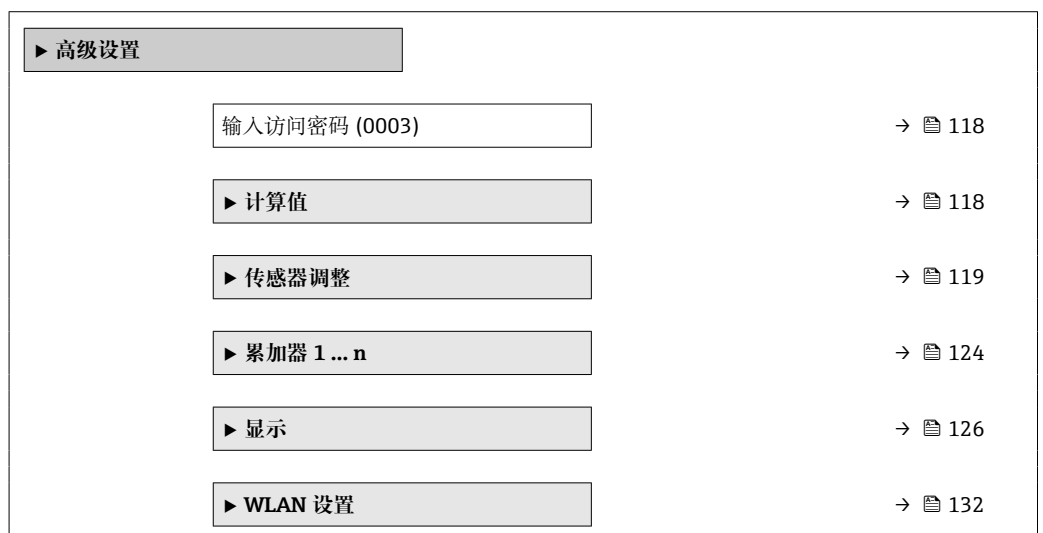 ▶ 高级设置
输入访问密码 (0003) → 🖺 118
▶ 计算值 → 🖺 118
▶ 传感器调整 → 🖺 119
▶ 累加器 1 ... n → 🖺 124
▶ 显示 → 🖺 126
▶ WLAN 设置 → 🖺 132